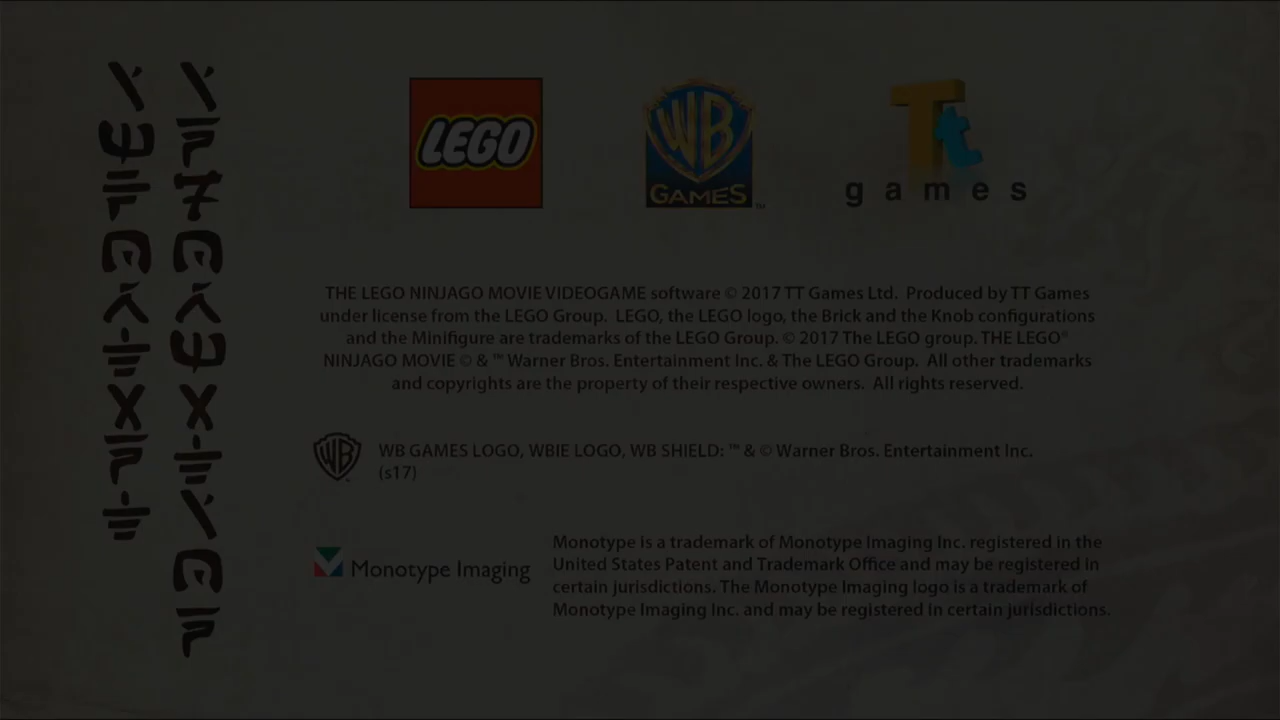 LEGO
WB
GAMES™
Tt
games
THE LEGO NINJAGO MOVIE VIDEOGAME software © 2017 TT Games Ltd. Produced by TT Games
under license from the LEGO Group. LEGO, the LEGO logo, the Brick and the Knob configurations
and the Minifigure are trademarks of the LEGO Group. © 2017 The LEGO group. THE LEGO®
NINJAGO MOVIE © & ™ Warner Bros. Entertainment Inc. & The LEGO Group. All other trademarks
and copyrights are the property of their respective owners. All rights reserved.
WB
WB GAMES LOGO, WBIE LOGO, WB SHIELD: ™ & © Warner Bros. Entertainment Inc.
(s17)
Monotype Imaging
Monotype is a trademark of Monotype Imaging Inc. registered in the
United States Patent and Trademark Office and may be registered in
certain jurisdictions. The Monotype Imaging logo is a trademark of
Monotype Imaging Inc. and may be registered in certain jurisdictions.